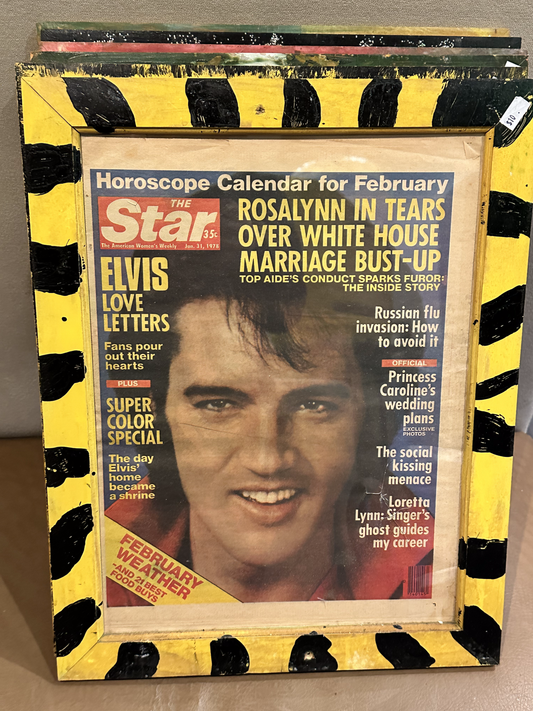 $10
Horoscope Calendar for February
THE
Star
35¢
The American Women's Weekly Jan. 31, 1978
ROSALYNN IN TEARS
OVER WHITE HOUSE
MARRIAGE BUST-UP
TOP AIDE'S CONDUCT SPARKS FUROR:
THE INSIDE STORY
ELVIS
LOVE
LETTERS
Fans pour
out their
hearts
PLUS
SUPER
COLOR
SPECIAL
The day
Elvis'
home
became
a shrine
Russian flu
invasion: How
to avoid it
OFFICIAL
Princess
Caroline's
wedding
plans
EXCLUSIVE
PHOTOS
The social
kissing
menace
Loretta
Lynn: Singer's
ghost guides
my career
FEBRUARY
WEATHER
-AND 21 BEST
FOOD BUYS